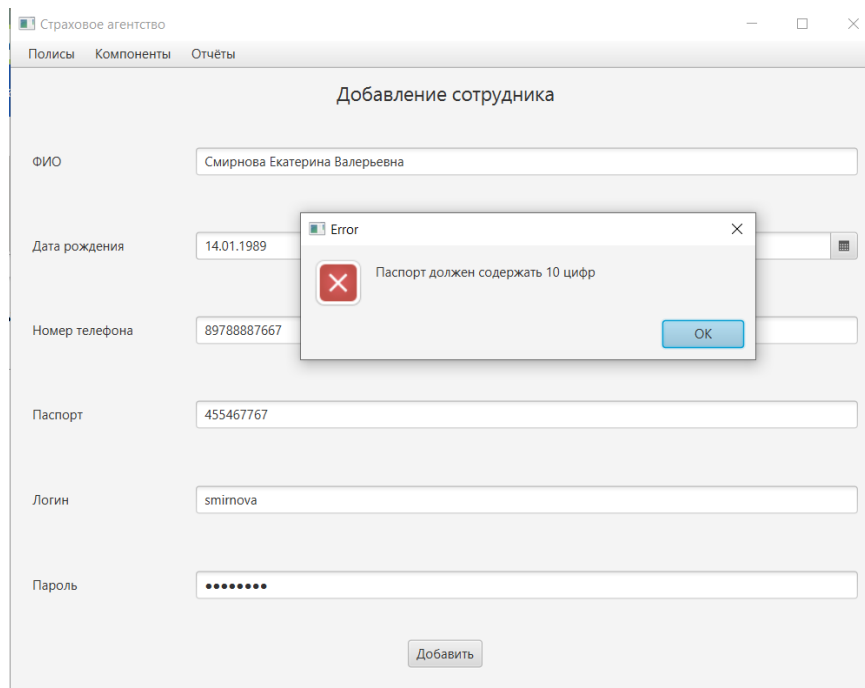 Страховое агентство
Полисы Компоненты Отчёты
Добавление сотрудника
ФИО Смирнова Екатерина Валерьевна
Error
Дата рождения 14.01.1989
Паспорт должен содержать 10 цифр
Номер телефона 89788887667
OK
Паспорт 455467767
Логин smirnova
Пароль ●●●●●●●●
Добавить